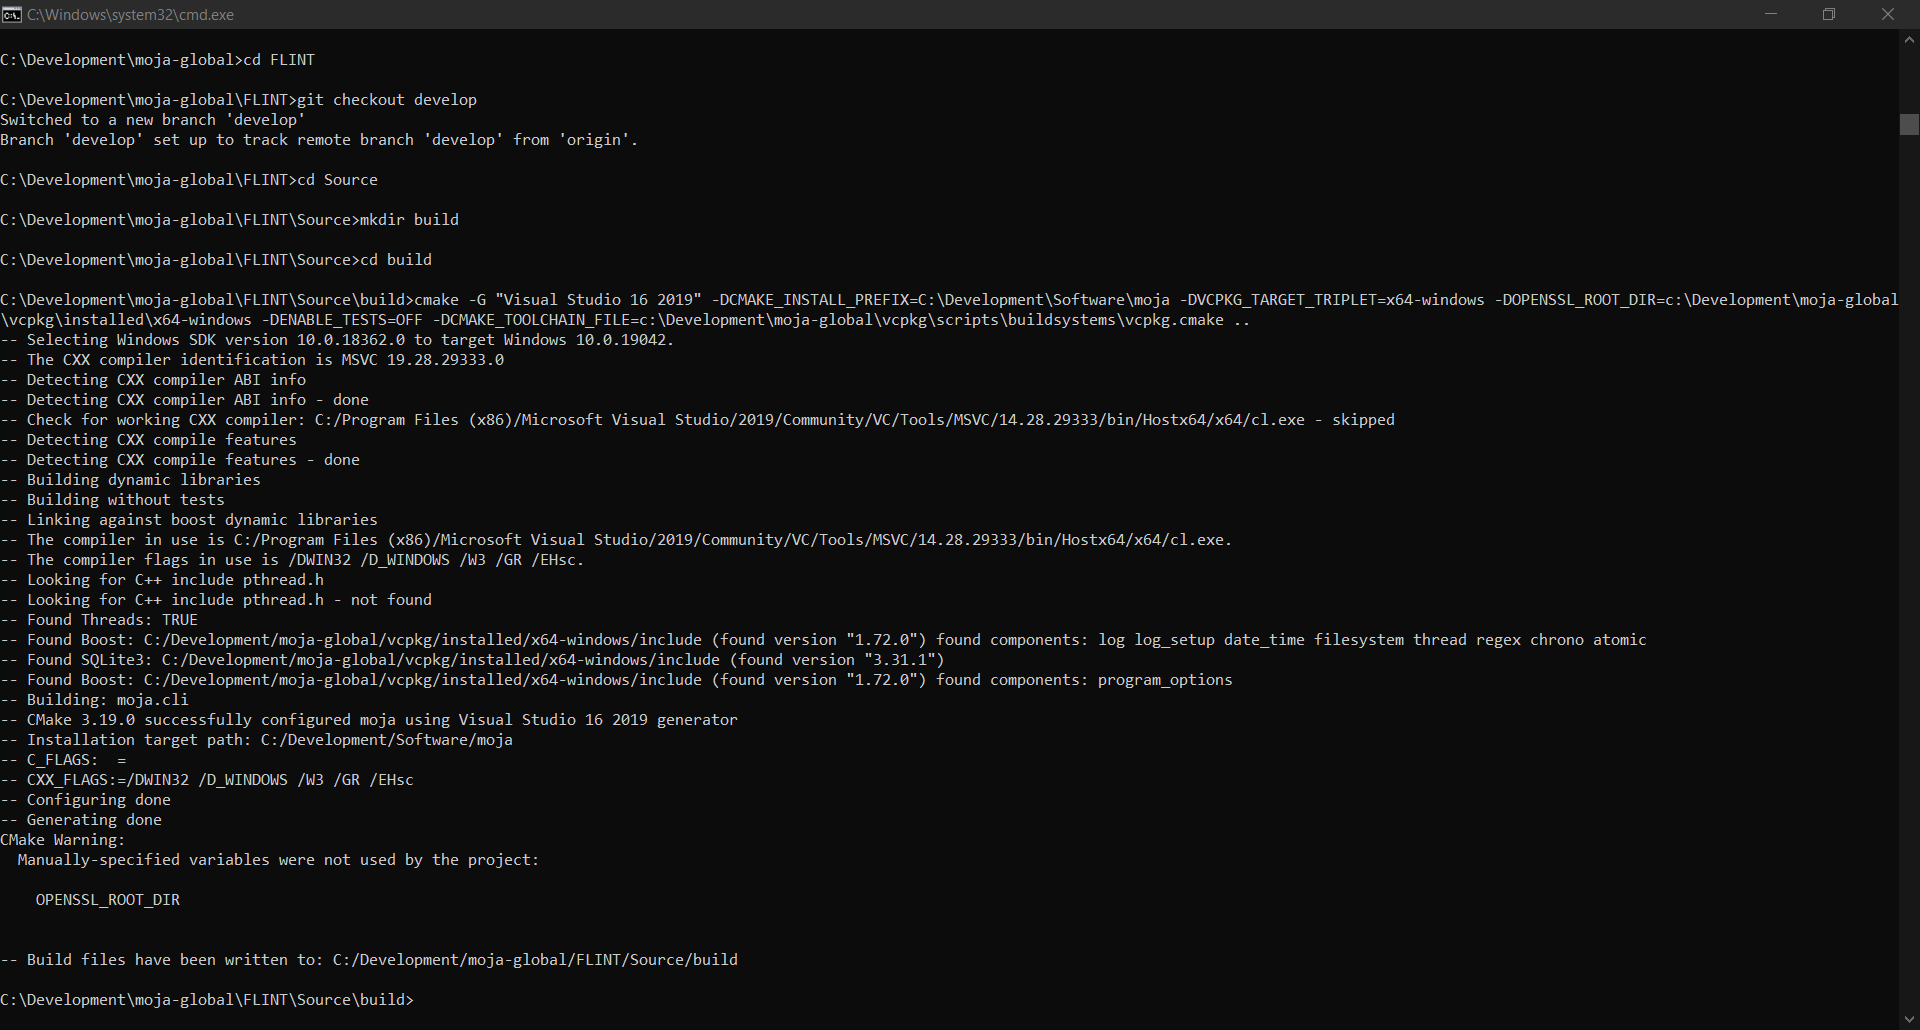 C:\Windows\system32\cmd.exe
C:\Development\moja-global>cd FLINT
C:\Development\moja-global\FLINT>git checkout develop
Switched to a new branch 'develop'
Branch 'develop' set up to track remote branch 'develop' from 'origin'.
C:\Development\moja-global\FLINT>cd Source
C:\Development\moja-global\FLINT\Source>mkdir build
C:\Development\moja-global\FLINT\Source>cd build
C:\Development\moja-global\FLINT\Source\build>cmake -G "Visual Studio 16 2019" -DCMAKE_INSTALL_PREFIX=C:\Development\Software\moja -DVCPKG_TARGET_TRIPLET=x64-windows -DOPENSSL_ROOT_DIR=c:\Development\moja-global
\vcpkg\installed\x64-windows -DENABLE_TESTS=OFF -DCMAKE_TOOLCHAIN_FILE=c:\Development\moja-global\vcpkg\scripts\buildsystems\vcpkg.cmake ..
-- Selecting Windows SDK version 10.0.18362.0 to target Windows 10.0.19042.
-- The CXX compiler identification is MSVC 19.28.29333.0
-- Detecting CXX compiler ABI info
-- Detecting CXX compiler ABI info - done
-- Check for working CXX compiler: C:/Program Files (x86)/Microsoft Visual Studio/2019/Community/VC/Tools/MSVC/14.28.29333/bin/Hostx64/x64/cl.exe - skipped
-- Detecting CXX compile features
-- Detecting CXX compile features - done
-- Building dynamic libraries
-- Building without tests
-- Linking against boost dynamic libraries
-- The compiler in use is C:/Program Files (x86)/Microsoft Visual Studio/2019/Community/VC/Tools/MSVC/14.28.29333/bin/Hostx64/x64/cl.exe.
-- The compiler flags in use is /DWIN32 /D_WINDOWS /W3 /GR /EHsc.
-- Looking for C++ include pthread.h
-- Looking for C++ include pthread.h - not found
-- Found Threads: TRUE
-- Found Boost: C:/Development/moja-global/vcpkg/installed/x64-windows/include (found version "1.72.0") found components: log log_setup date_time filesystem thread regex chrono atomic
-- Found SQLite3: C:/Development/moja-global/vcpkg/installed/x64-windows/include (found version "3.31.1")
-- Found Boost: C:/Development/moja-global/vcpkg/installed/x64-windows/include (found version "1.72.0") found components: program_options
-- Building: moja.cli
-- CMake 3.19.0 successfully configured moja using Visual Studio 16 2019 generator
-- Installation target path: C:/Development/Software/moja
-- C_FLAGS:  =
-- CXX_FLAGS:=/DWIN32 /D_WINDOWS /W3 /GR /EHsc
-- Configuring done
-- Generating done
CMake Warning:
  Manually-specified variables were not used by the project:
    OPENSSL_ROOT_DIR
-- Build files have been written to: C:/Development/moja-global/FLINT/Source/build
C:\Development\moja-global\FLINT\Source\build>